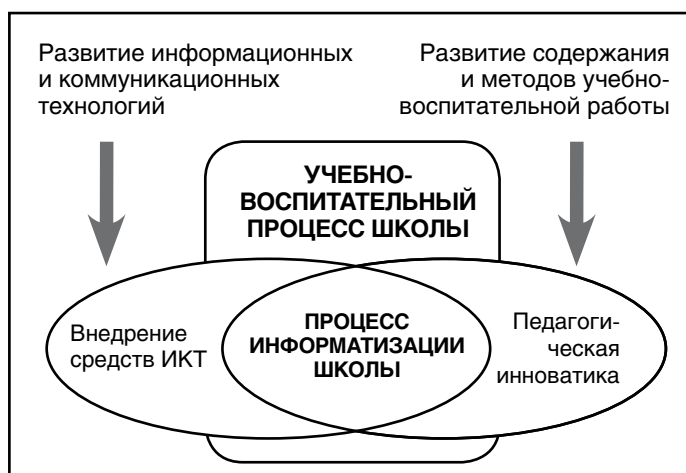 Развитие информационных
и коммуникационных
технологий
Развитие содержания
и методов учебно-
воспитательной работы
УЧЕБНО-
ВОСПИТАТЕЛЬНЫЙ
ПРОЦЕСС ШКОЛЫ
Внедрение
средств ИКТ
ПРОЦЕСС
ИНФОРМАТИЗАЦИИ
ШКОЛЫ
Педагоги-
ческая
инноватика